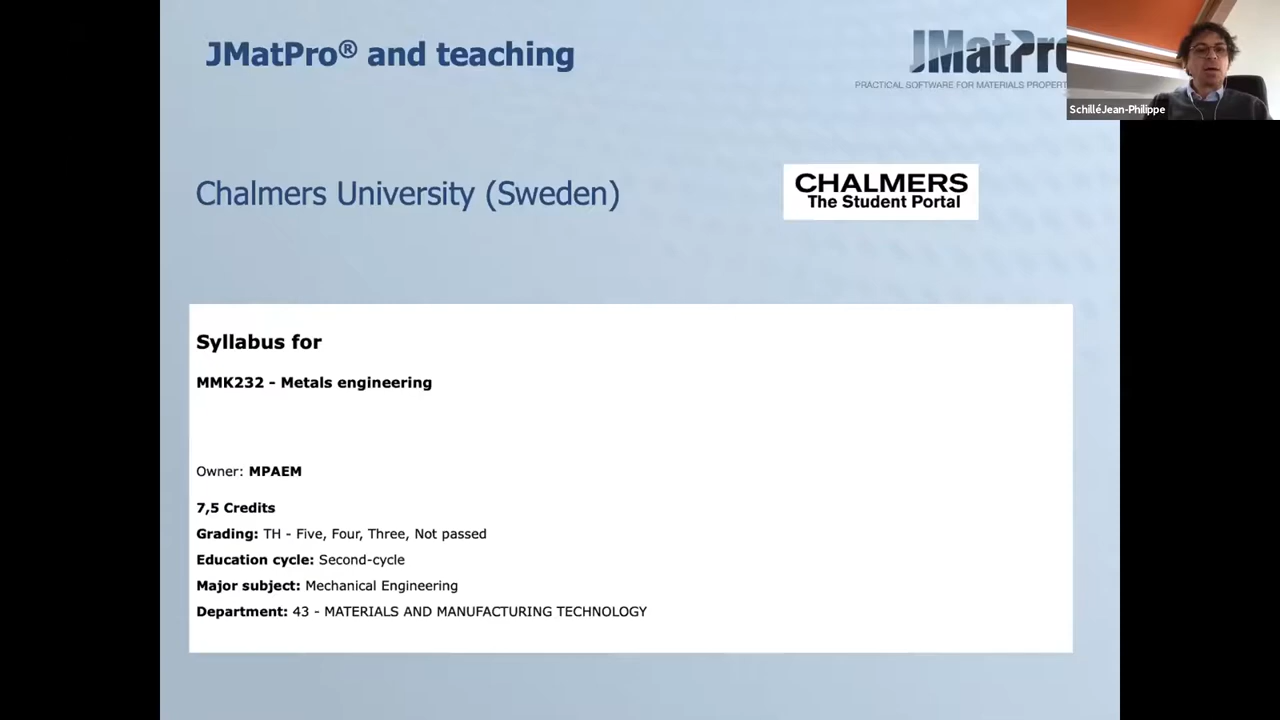 JMatPro® and teaching
JMatPro
PRACTICAL SOFTWARE FOR MATERIALS
SchilléJean-Philippe
Chalmers University (Sweden)
CHALMERS
The Student Portal
Syllabus for
MMK232 - Metals engineering
Owner: MPAEM
7,5 Credits
Grading: TH - Five, Four, Three, Not passed
Education cycle: Second-cycle
Major subject: Mechanical Engineering
Department: 43 - MATERIALS AND MANUFACTURING TECHNOLOGY